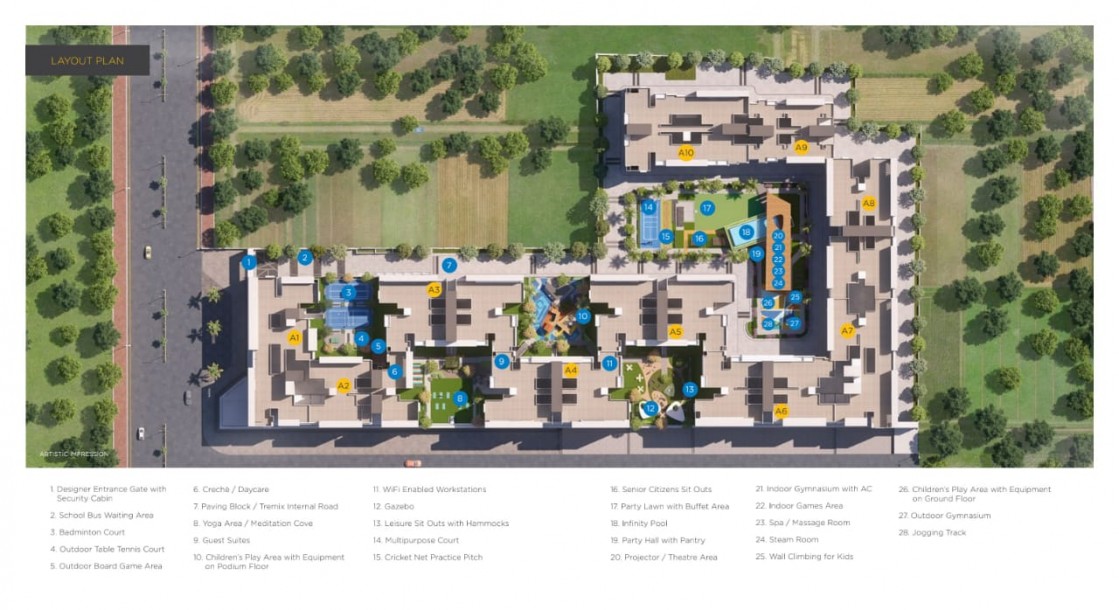 LAYOUT PLAN
A10
A9
A8
14
17
15
16
18
20
21
19
22
23
24
1
2
7
A3
3
26
25
28
27
A1
4
5
10
A5
A7
6
9
A4
11
A2
8
12
13
A6
ARTISTIC IMPRESSION
1. Designer Entrance Gate with
Security Cabin
2. School Bus Waiting Area
3. Badminton Court
4. Outdoor Table Tennis Court
5. Outdoor Board Game Area
6. Crechà / Daycare
7. Paving Block / Tremix Internal Road
8. Yoga Area / Meditation Cove
9. Guest Suites
10. Children's Play Area with Equipment
on Podium Floor
11. WiFi Enabled Workstations
12. Gazebo
13. Leisure Sit Outs with Hammocks
14. Multipurpose Court
15. Cricket Net Practice Pitch
16. Senior Citizens Sit Outs
17. Party Lawn with Buffet Area
18. Infinity Pool
19. Party Hall with Pantry
20. Projector / Theatre Area
21. Indoor Gymnasium with AC
22. Indoor Games Area
23. Spa / Massage Room
24. Steam Room
25. Wall Climbing for Kids
26. Children's Play Area with Equipment
on Ground Floor
27. Outdoor Gymnasium
28. Jogging Track